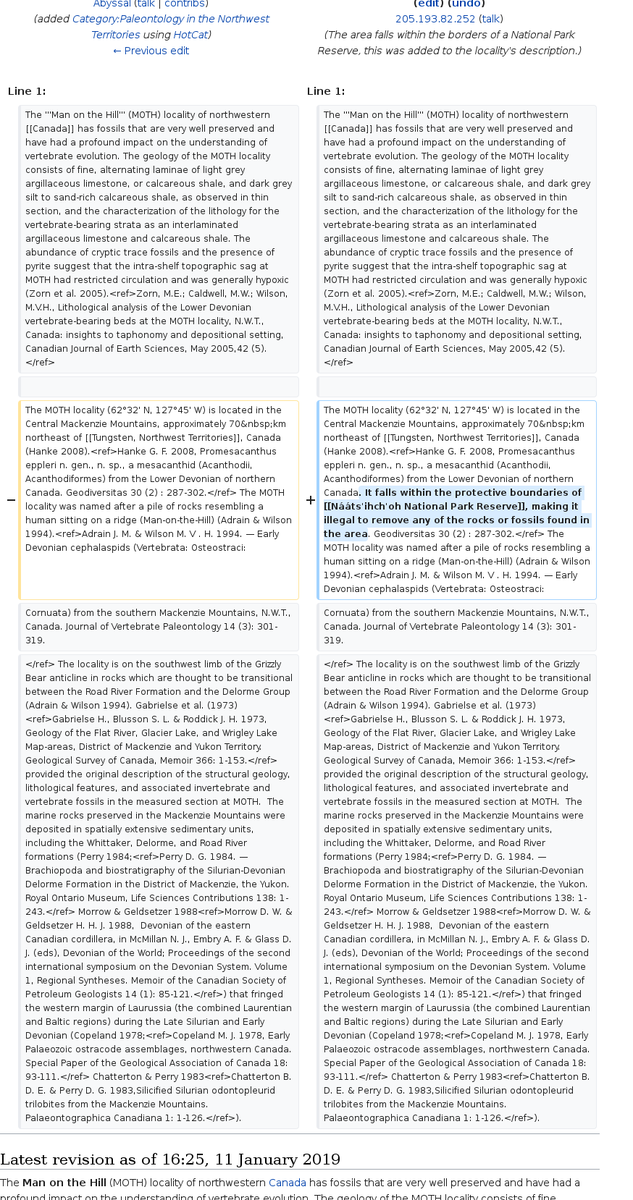 Abyssal (talk | contribs)
(added Category:Paleontology in the Northwest
Territories using HotCat)
← Previous edit
(edit) (undo)
205.193.82.252 (talk)
(The area falls within the borders of a National Park
Reserve, this was added to the locality's description.)
Line 1:
Line 1:
The '''Man on the Hill''' (MOTH) locality of northwestern
[[Canada]] has fossils that are very well preserved and
have had a profound impact on the understanding of
vertebrate evolution. The geology of the MOTH locality
consists of fine, alternating laminae of light grey
argillaceous limestone, or calcareous shale, and dark grey
silt to sand-rich calcareous shale, as observed in thin
section, and the characterization of the lithology for the
vertebrate-bearing strata as an interlaminated
argillaceous limestone and calcareous shale. The
abundance of cryptic trace fossils and the presence of
pyrite suggest that the intra-shelf topographic sag at
MOTH had restricted circulation and was generally hypoxic
(Zorn et al. 2005).<ref>Zorn, M.E.; Caldwell, M.W.; Wilson,
M.V.H., Lithological analysis of the Lower Devonian
vertebrate-bearing beds at the MOTH locality, N.W.T.,
Canada: insights to taphonomy and depositional setting,
Canadian Journal of Earth Sciences, May 2005,42 (5).
</ref>
The '''Man on the Hill''' (MOTH) locality of northwestern
[[Canada]] has fossils that are very well preserved and
have had a profound impact on the understanding of
vertebrate evolution. The geology of the MOTH locality
consists of fine, alternating laminae of light grey
argillaceous limestone, or calcareous shale, and dark grey
silt to sand-rich calcareous shale, as observed in thin
section, and the characterization of the lithology for the
vertebrate-bearing strata as an interlaminated
argillaceous limestone and calcareous shale. The
abundance of cryptic trace fossils and the presence of
pyrite suggest that the intra-shelf topographic sag at
MOTH had restricted circulation and was generally hypoxic
(Zorn et al. 2005).<ref>Zorn, M.E.; Caldwell, M.W.; Wilson,
M.V.H., Lithological analysis of the Lower Devonian
vertebrate-bearing beds at the MOTH locality, N.W.T.,
Canada: insights to taphonomy and depositional setting,
Canadian Journal of Earth Sciences, May 2005,42 (5).
</ref>
−
The MOTH locality (62°32' N, 127°45' W) is located in the
Central Mackenzie Mountains, approximately 70&nbsp;km
northeast of [[Tungsten, Northwest Territories]], Canada
(Hanke 2008).<ref>Hanke G. F. 2008, Promesacanthus
eppleri n. gen., n. sp., a mesacanthid (Acanthodii,
Acanthodiformes) from the Lower Devonian of northern
Canada. Geodiversitas 30 (2) : 287-302.</ref> The MOTH
locality was named after a pile of rocks resembling a
human sitting on a ridge (Man-on-the-Hill) (Adrain & Wilson
1994).<ref>Adrain J. M. & Wilson M. V . H. 1994. — Early
Devonian cephalaspids (Vertebrata: Osteostraci:
+
The MOTH locality (62°32' N, 127°45' W) is located in the
Central Mackenzie Mountains, approximately 70&nbsp;km
northeast of [[Tungsten, Northwest Territories]], Canada
(Hanke 2008).<ref>Hanke G. F. 2008, Promesacanthus
eppleri n. gen., n. sp., a mesacanthid (Acanthodii,
Acanthodiformes) from the Lower Devonian of northern
Canada. It falls within the protective boundaries of
[[Nááts'ihch'oh National Park Reserve]], making it
illegal to remove any of the rocks or fossils found in
the area. Geodiversitas 30 (2) : 287-302.</ref> The
MOTH locality was named after a pile of rocks resembling a
human sitting on a ridge (Man-on-the-Hill) (Adrain & Wilson
1994).<ref>Adrain J. M. & Wilson M. V . H. 1994. — Early
Devonian cephalaspids (Vertebrata: Osteostraci:
Cornuata) from the southern Mackenzie Mountains, N.W.T.,
Canada. Journal of Vertebrate Paleontology 14 (3): 301-
319.
Cornuata) from the southern Mackenzie Mountains, N.W.T.,
Canada. Journal of Vertebrate Paleontology 14 (3): 301-
319.
</ref> The locality is on the southwest limb of the Grizzly
Bear anticline in rocks which are thought to be transitional
between the Road River Formation and the Delorme Group
(Adrain & Wilson 1994). Gabrielse et al. (1973)
<ref>Gabrielse H., Blusson S. L. & Roddick J. H. 1973,
Geology of the Flat River, Glacier Lake, and Wrigley Lake
Map-areas, District of Mackenzie and Yukon Territory.
Geological Survey of Canada, Memoir 366: 1-153.</ref>
provided the original description of the structural geology,
lithological features, and associated invertebrate and
vertebrate fossils in the measured section at MOTH.  The
marine rocks preserved in the Mackenzie Mountains were
deposited in spatially extensive sedimentary units,
including the Whittaker, Delorme, and Road River
formations (Perry 1984;<ref>Perry D. G. 1984. —
Brachiopoda and biostratigraphy of the Silurian-Devonian
Delorme Formation in the District of Mackenzie, the Yukon.
Royal Ontario Museum, Life Sciences Contributions 138: 1-
243.</ref> Morrow & Geldsetzer 1988<ref>Morrow D. W. &
Geldsetzer H. H. J. 1988,  Devonian of the eastern
Canadian cordillera, in McMillan N. J., Embry A. F. & Glass D.
J. (eds), Devonian of the World; Proceedings of the second
international symposium on the Devonian System. Volume
1, Regional Syntheses. Memoir of the Canadian Society of
Petroleum Geologists 14 (1): 85-121.</ref>) that fringed
the western margin of Laurussia (the combined Laurentian
and Baltic regions) during the Late Silurian and Early
Devonian (Copeland 1978;<ref>Copeland M. J. 1978, Early
Palaeozoic ostracode assemblages, northwestern Canada.
Special Paper of the Geological Association of Canada 18:
93-111.</ref> Chatterton & Perry 1983<ref>Chatterton B.
D. E. & Perry D. G. 1983,Silicified Silurian odontopleurid
trilobites from the Mackenzie Mountains.
Palaeontographica Canadiana 1: 1-126.</ref>).
</ref> The locality is on the southwest limb of the Grizzly
Bear anticline in rocks which are thought to be transitional
between the Road River Formation and the Delorme Group
(Adrain & Wilson 1994). Gabrielse et al. (1973)
<ref>Gabrielse H., Blusson S. L. & Roddick J. H. 1973,
Geology of the Flat River, Glacier Lake, and Wrigley Lake
Map-areas, District of Mackenzie and Yukon Territory.
Geological Survey of Canada, Memoir 366: 1-153.</ref>
provided the original description of the structural geology,
lithological features, and associated invertebrate and
vertebrate fossils in the measured section at MOTH.  The
marine rocks preserved in the Mackenzie Mountains were
deposited in spatially extensive sedimentary units,
including the Whittaker, Delorme, and Road River
formations (Perry 1984;<ref>Perry D. G. 1984. —
Brachiopoda and biostratigraphy of the Silurian-Devonian
Delorme Formation in the District of Mackenzie, the Yukon.
Royal Ontario Museum, Life Sciences Contributions 138: 1-
243.</ref> Morrow & Geldsetzer 1988<ref>Morrow D. W. &
Geldsetzer H. H. J. 1988,  Devonian of the eastern
Canadian cordillera, in McMillan N. J., Embry A. F. & Glass D.
J. (eds), Devonian of the World; Proceedings of the second
international symposium on the Devonian System. Volume
1, Regional Syntheses. Memoir of the Canadian Society of
Petroleum Geologists 14 (1): 85-121.</ref>) that fringed
the western margin of Laurussia (the combined Laurentian
and Baltic regions) during the Late Silurian and Early
Devonian (Copeland 1978;<ref>Copeland M. J. 1978, Early
Palaeozoic ostracode assemblages, northwestern Canada.
Special Paper of the Geological Association of Canada 18:
93-111.</ref> Chatterton & Perry 1983<ref>Chatterton B.
D. E. & Perry D. G. 1983,Silicified Silurian odontopleurid
trilobites from the Mackenzie Mountains.
Palaeontographica Canadiana 1: 1-126.</ref>).
Latest revision as of 16:25, 11 January 2019
The Man on the Hill (MOTH) locality of northwestern Canada has fossils that are very well preserved and have had a
profound impact on the understanding of vertebrate evolution. The geology of the MOTH locality consists of fine,